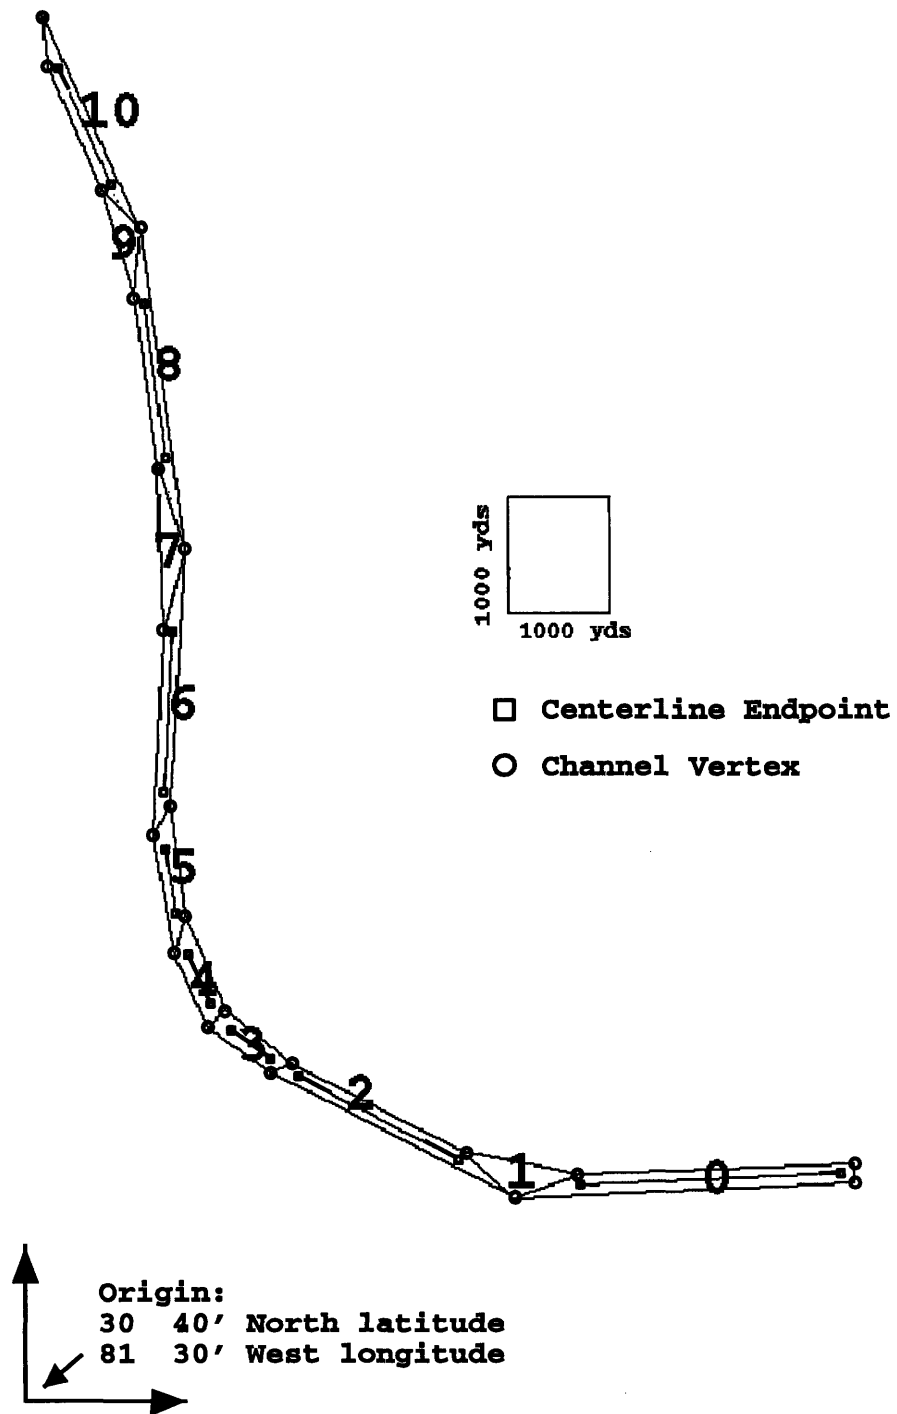 10
9
8
7
1000 yds
1000 yds
6
Centerline Endpoint
Channel Vertex
5
4
3
2
1
0
Origin:
30 40′ North latitude
81 30′ West longitude